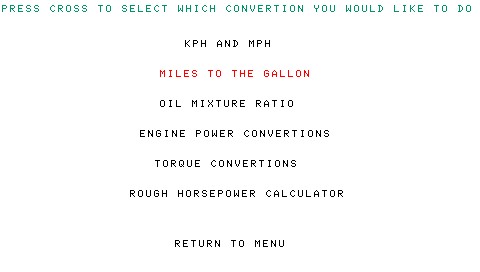 PRESS CROSS TO SELECT WHICH CONVERTION YOU WOULD LIKE TO DO
KPH AND MPH
MILES TO THE GALLON
OIL MIXTURE RATIO
ENGINE POWER CONVERTIONS
TORQUE CONVERTIONS
ROUGH HORSEPOWER CALCULATOR
RETURN TO MENU